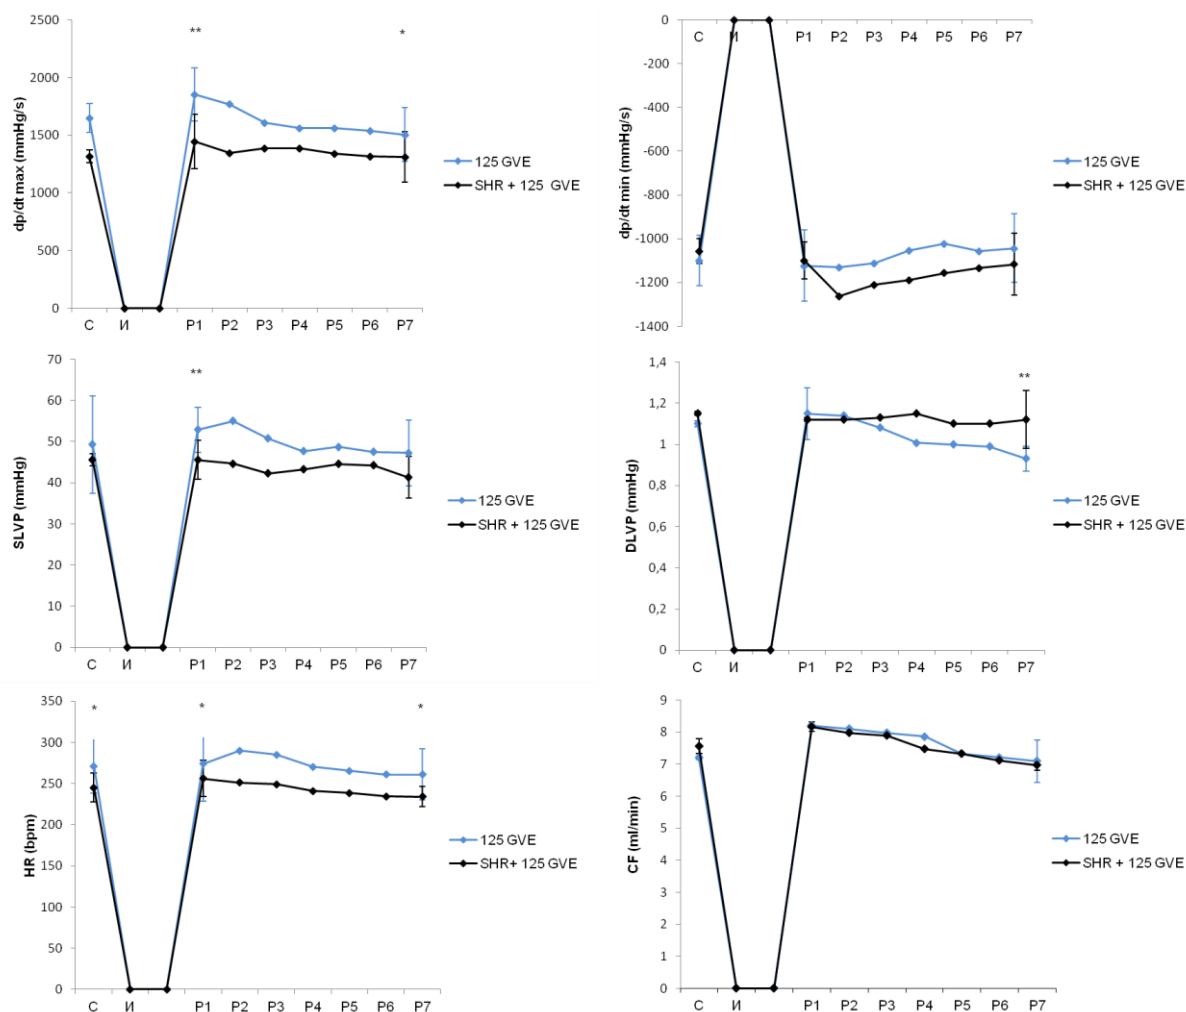 dp/dt max (mmHg/s)
2500
2000
1500
1000
500
0
**
*
C
И
P1
P2
P3
P4
P5
P6
P7
125 GVE
SHR + 125 GVE
dp/dt min (mmHg/s)
0
-200
-400
-600
-800
-1000
-1200
-1400
C
И
P1
P2
P3
P4
P5
P6
P7
125 GVE
SHR + 125 GVE
SLVP (mmHg)
70
60
50
40
30
20
10
0
**
C
И
P1
P2
P3
P4
P5
P6
P7
125 GVE
SHR + 125 GVE
DLVP (mmHg)
1,4
1,2
1
0,8
0,6
0,4
0,2
0
**
C
И
P1
P2
P3
P4
P5
P6
P7
125 GVE
SHR + 125 GVE
HR (bpm)
350
300
250
200
150
100
50
0
*
*
*
C
И
P1
P2
P3
P4
P5
P6
P7
125 GVE
SHR+ 125 GVE
CF (ml/min)
9
8
7
6
5
4
3
2
1
0
C
И
P1
P2
P3
P4
P5
P6
P7
125 GVE
SHR + 125 GVE